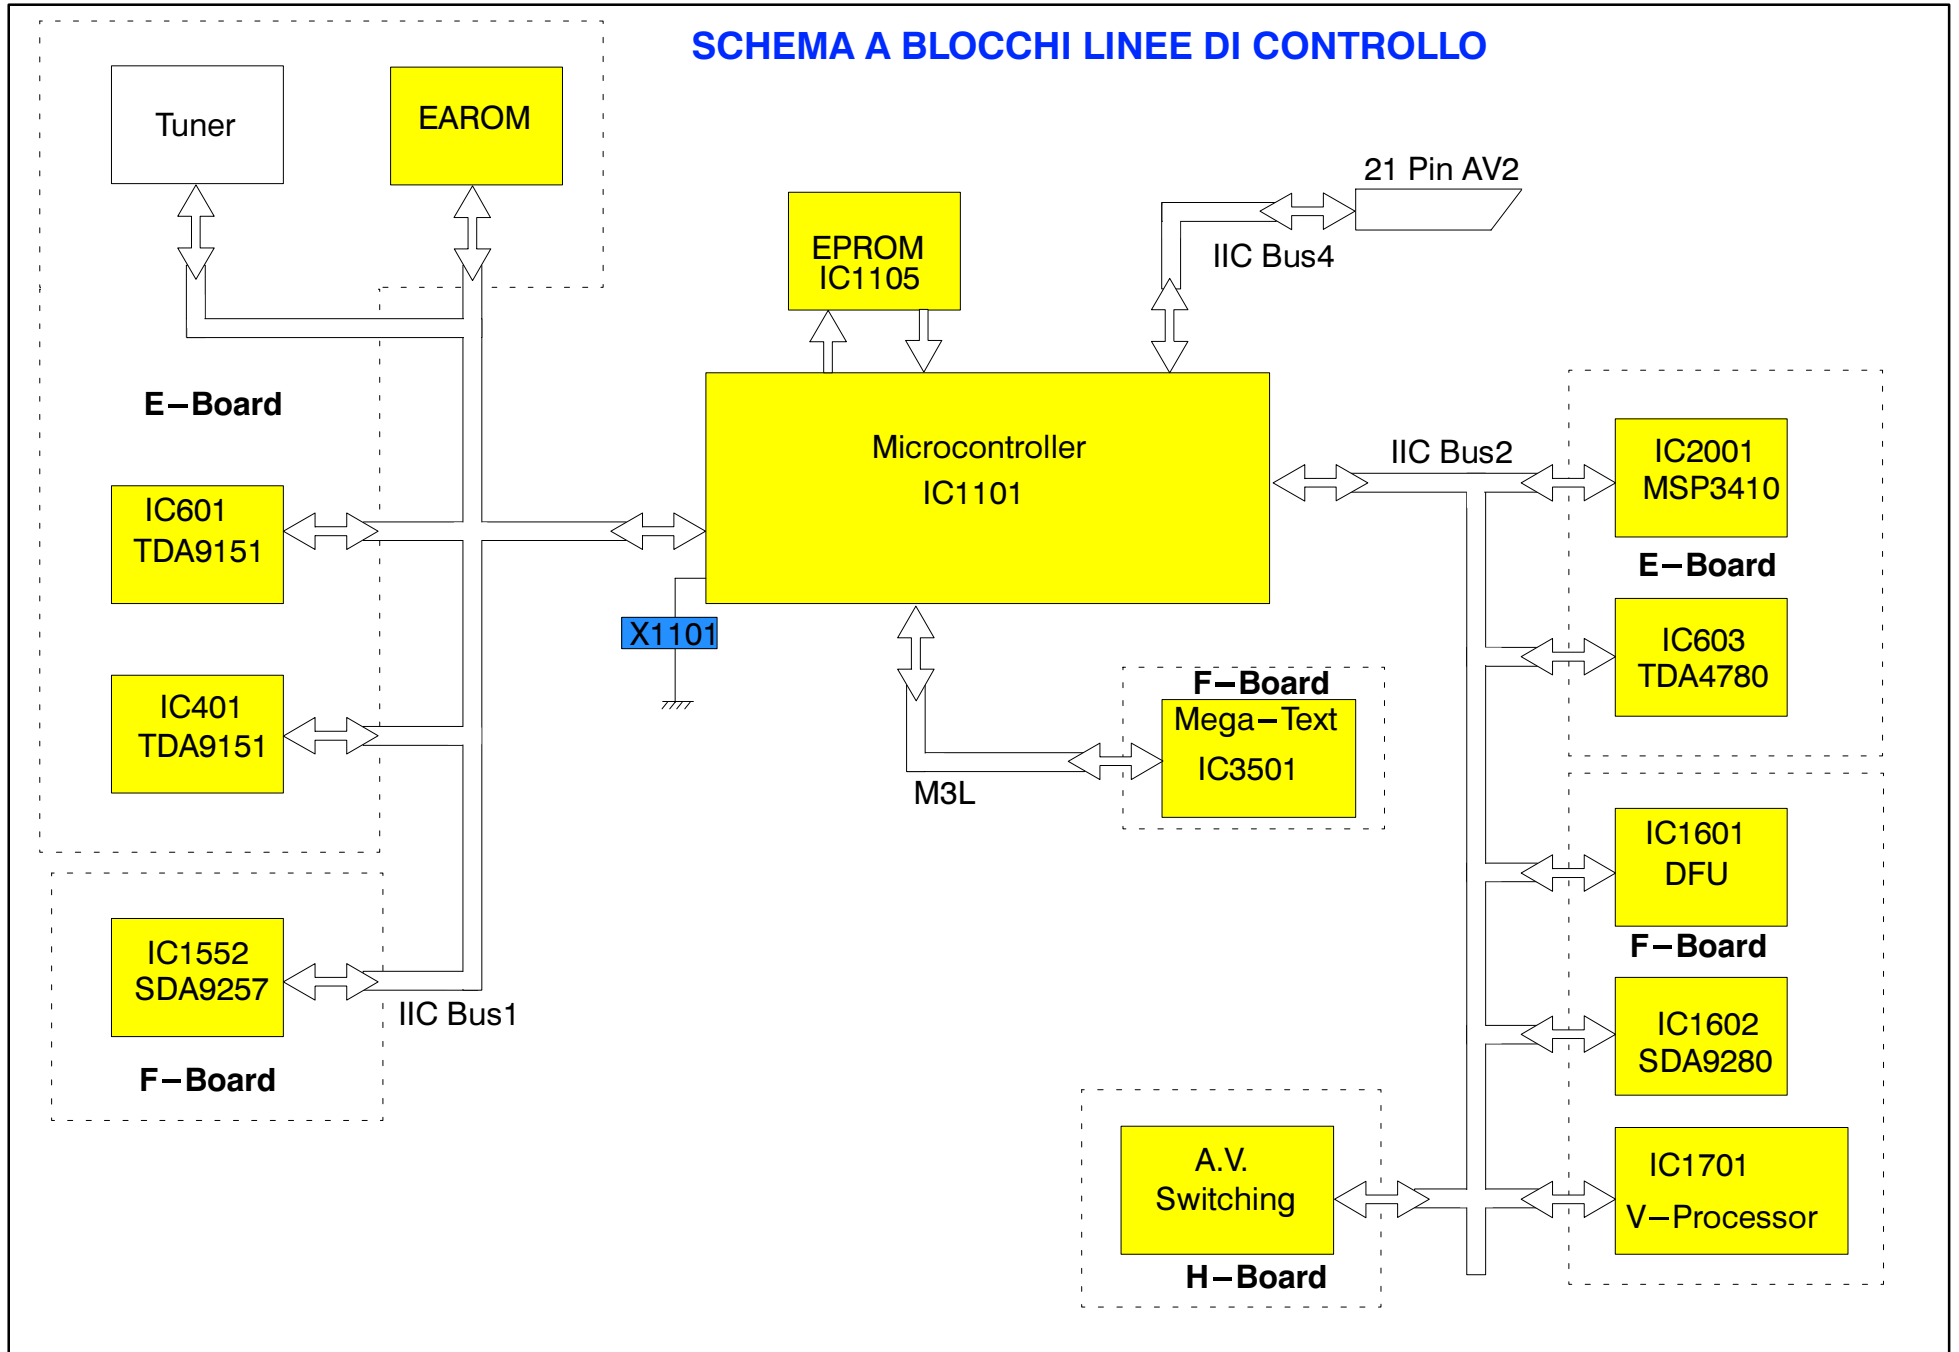 SCHEMA A BLOCCHI LINEE DI CONTROLLO
Tuner
EAROM
21 Pin AV2
EPROM
IC1105
IIC Bus4
E–Board
Microcontroller
IC1101
IIC Bus2
IC2001
MSP3410
E–Board
IC601
TDA9151
X1101
IC603
TDA4780
F–Board
Mega–Text
IC3501
M3L
IC401
TDA9151
IC1601
DFU
F–Board
IC1552
SDA9257
IIC Bus1
F–Board
IC1602
SDA9280
A.V.
Switching
H–Board
IC1701
V–Processor